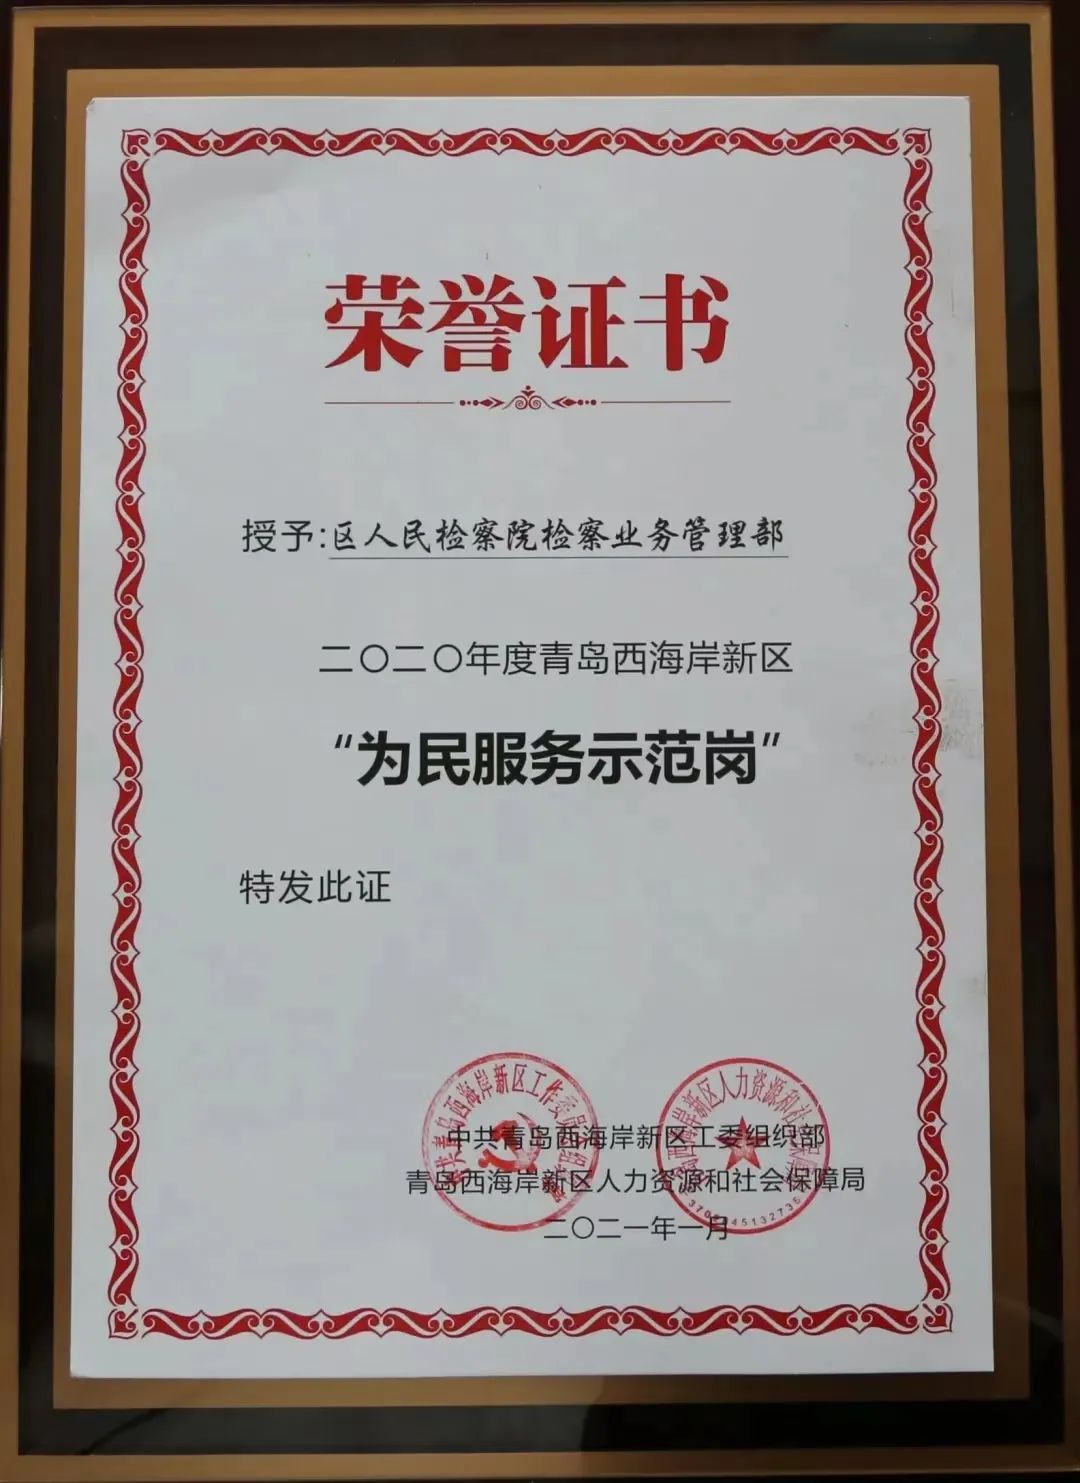 荣誉证书
授予:区人民检察院检察业务管理部
二〇二〇年度青岛西海岸新区
“为民服务示范岗”
特发此证
中共青岛西海岸新区工委组织部
青岛西海岸新区人力资源和社会保障局
二〇二一年一月